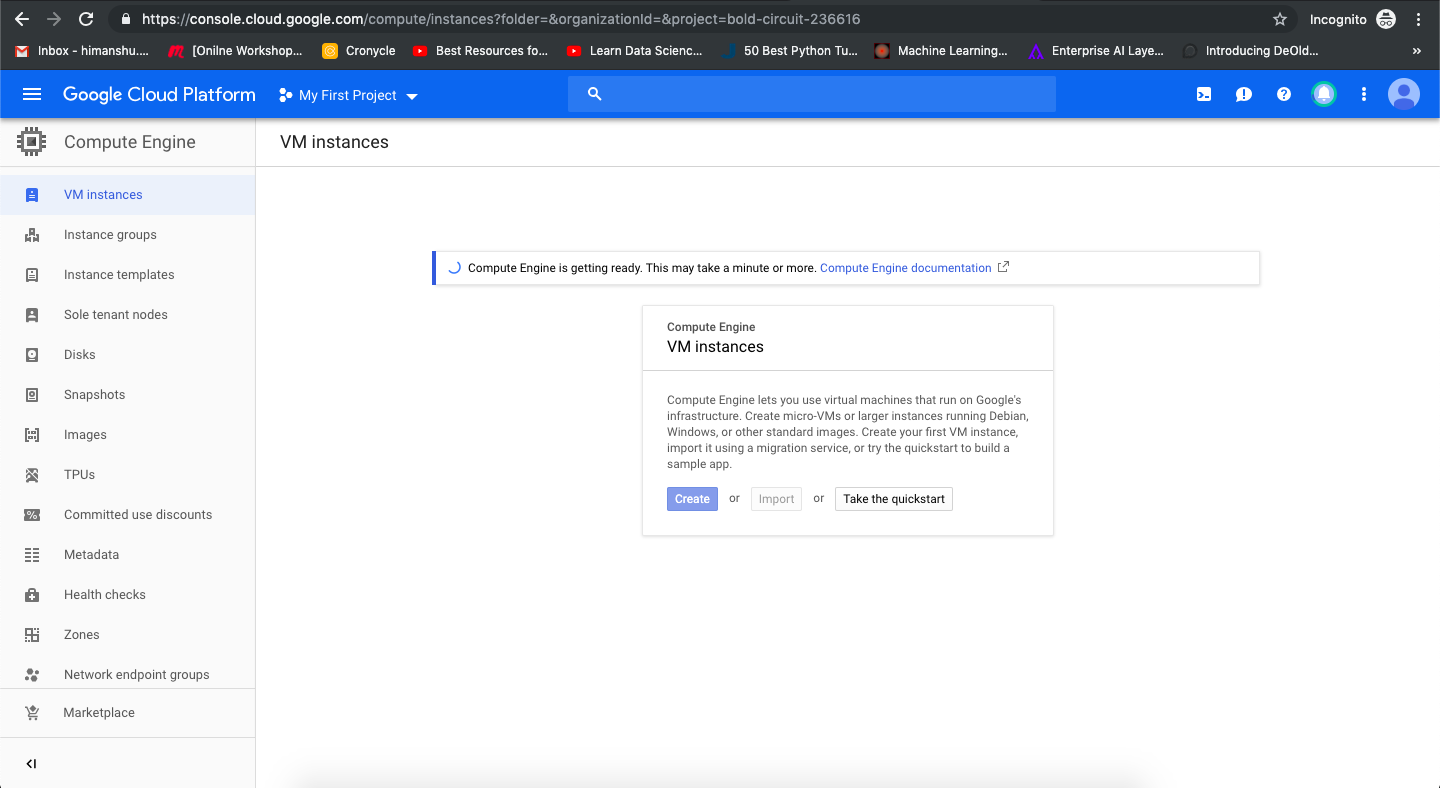 https://console.cloud.google.com/compute/instances?folder=&organizationId=&project=bold-circuit-236616
Incognito
Inbox - himanshu.... [Onilne Workshop... Cronycle Best Resources fo... Learn Data Scienc... 50 Best Python Tu... Machine Learning... Enterprise AI Laye... Introducing DeOld... »
Google Cloud Platform My First Project
Compute Engine
VM instances
VM instances
Instance groups
Instance templates
Sole tenant nodes
Disks
Snapshots
Images
TPUs
Committed use discounts
Metadata
Health checks
Zones
Network endpoint groups
Marketplace
Compute Engine is getting ready. This may take a minute or more. Compute Engine documentation
Compute Engine
VM instances
Compute Engine lets you use virtual machines that run on Google's
infrastructure. Create micro-VMs or larger instances running Debian,
Windows, or other standard images. Create your first VM instance,
import it using a migration service, or try the quickstart to build a
sample app.
Create or Import or Take the quickstart